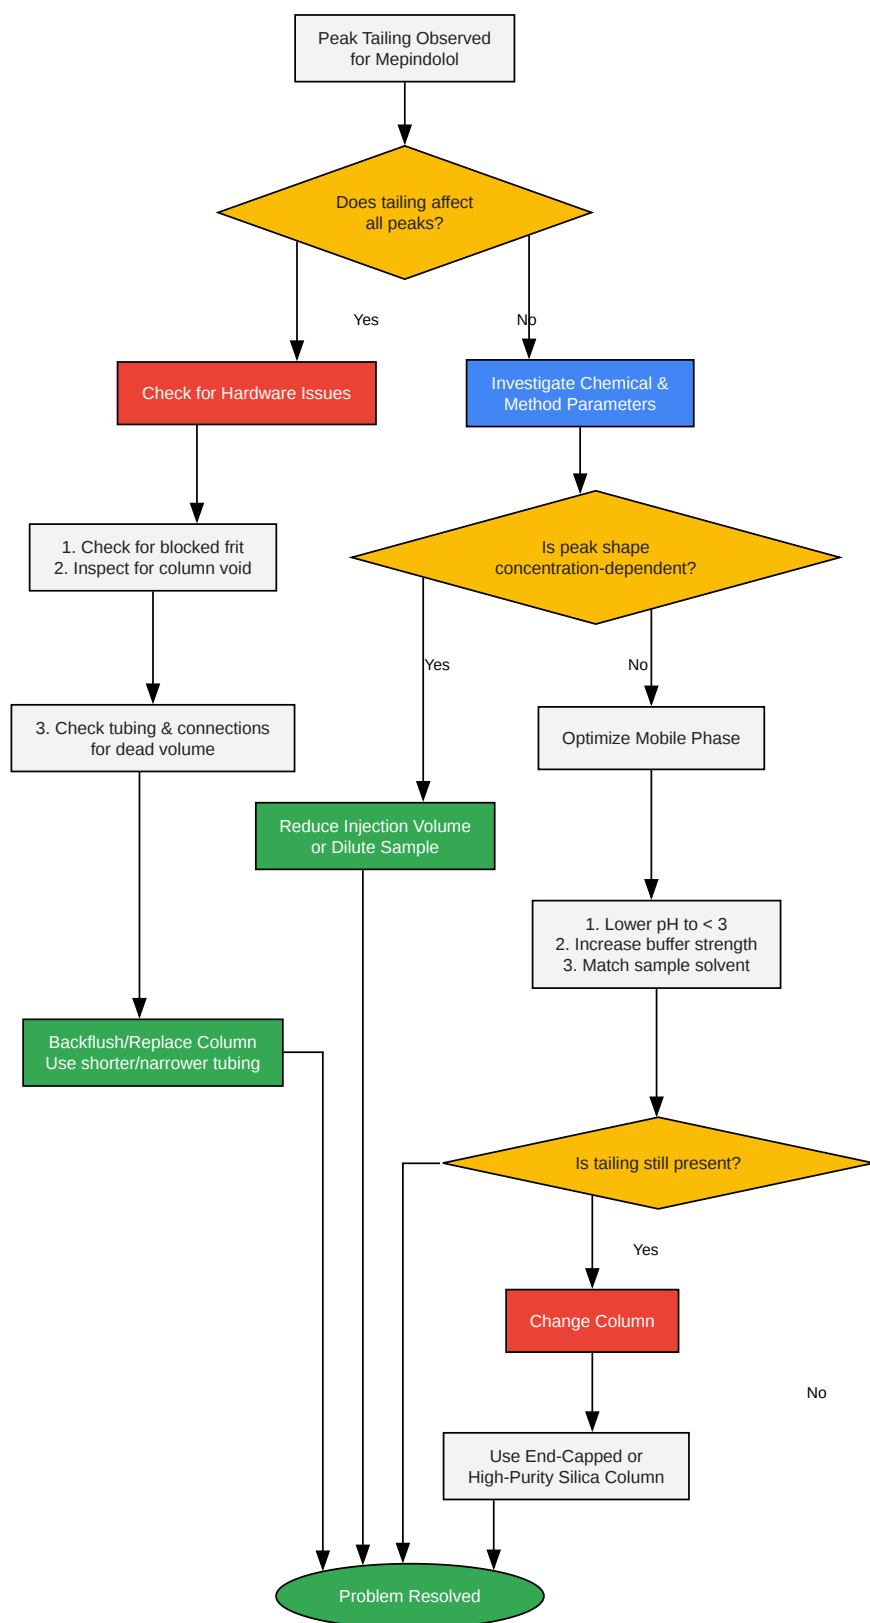 Peak Tailing Observed
for Mepindolol
Does tailing affect
all peaks?
Yes
No
Check for Hardware Issues
Investigate Chemical &
Method Parameters
1. Check for blocked frit
2. Inspect for column void
Is peak shape
concentration-dependent?
Yes
No
3. Check tubing & connections
for dead volume
Optimize Mobile Phase
Reduce Injection Volume
or Dilute Sample
1. Lower pH to < 3
2. Increase buffer strength
3. Match sample solvent
Backflush/Replace Column
Use shorter/narrower tubing
Is tailing still present?
Yes
Change Column
No
Use End-Capped or
High-Purity Silica Column
Problem Resolved